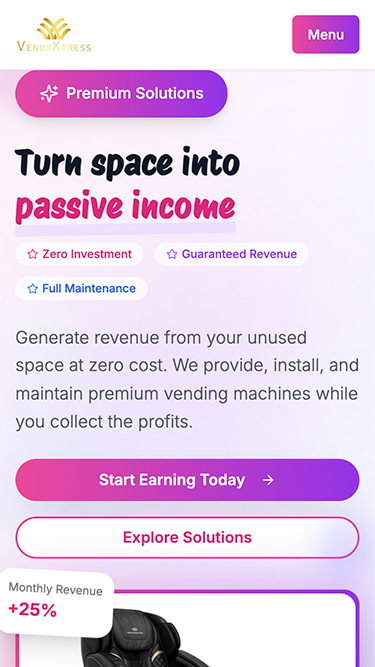 VENDOXPRESS
Menu
Premium Solutions
Turn space into
passive income
Zero Investment
Guaranteed Revenue
Full Maintenance
Generate revenue from your unused
space at zero cost. We provide, install, and
maintain premium vending machines while
you collect the profits.
Start Earning Today →
Explore Solutions
Monthly Revenue
+25%